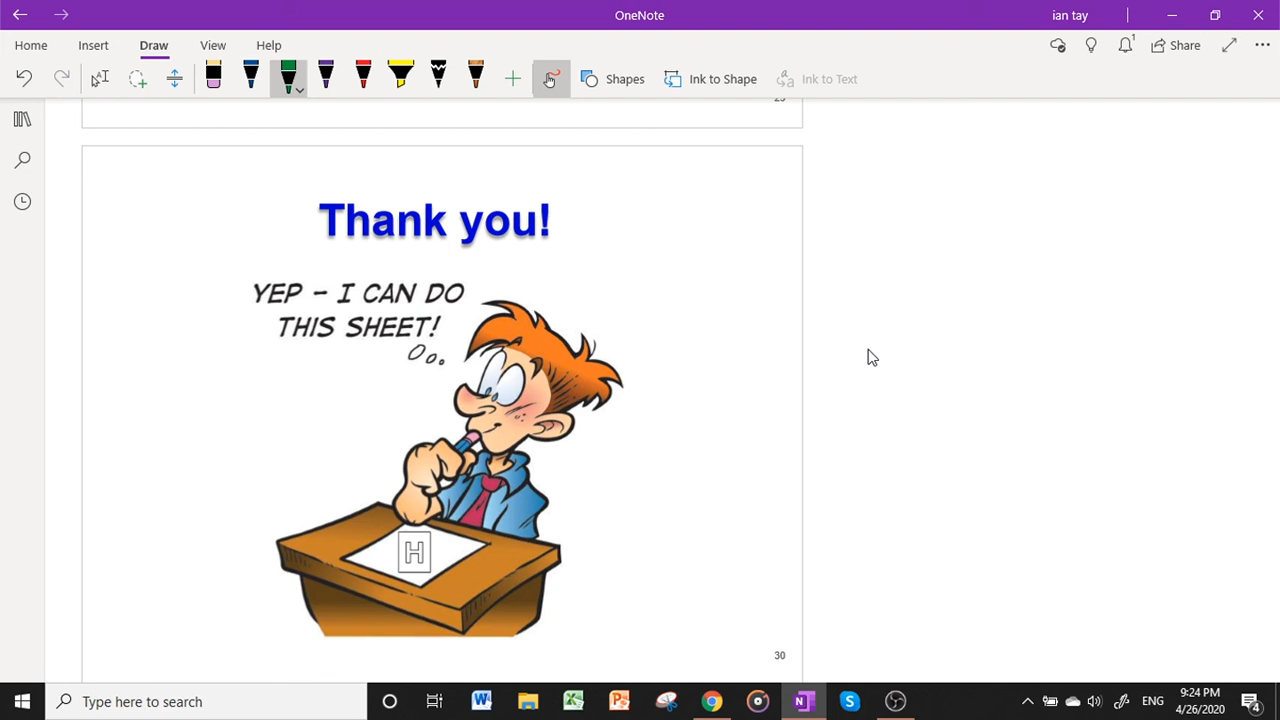 OneNote
ian tay
Home Insert Draw View Help
Share
Shapes
Ink to Shape
Ink to Text
Thank you!
YEP - I CAN DO
THIS SHEET!
H
30
Type here to search
ENG
9:24 PM
4/26/2020
4